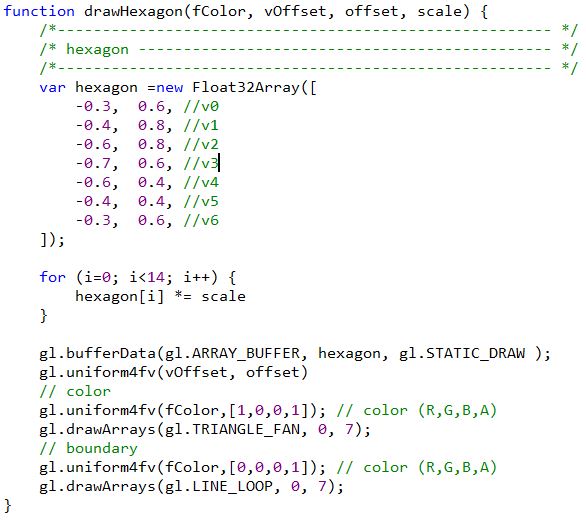 function drawHexagon(fColor, vOffset, offset, scale) {
/*------------------------------------------------------- */
/* hexagon ---------------------------------------------- */
/*------------------------------------------------------- */
var hexagon =new Float32Array([
-0.3, 0.6, //v0
-0.4, 0.8, //v1
-0.6, 0.8, //v2
-0.7, 0.6, //v3
-0.6, 0.4, //v4
-0.4, 0.4, //v5
-0.3, 0.6, //v6
]);
for (i=0; i<14; i++) {
hexagon[i] *= scale
}
gl.bufferData(gl.ARRAY_BUFFER, hexagon, gl.STATIC_DRAW );
gl.uniform4fv(vOffset, offset)
// color
gl.uniform4fv(fColor,[1,0,0,1]); // color (R,G,B,A)
gl.drawArrays(gl.TRIANGLE_FAN, 0, 7);
// boundary
gl.uniform4fv(fColor,[0,0,0,1]); // color (R,G,B,A)
gl.drawArrays(gl.LINE_LOOP, 0, 7);
}